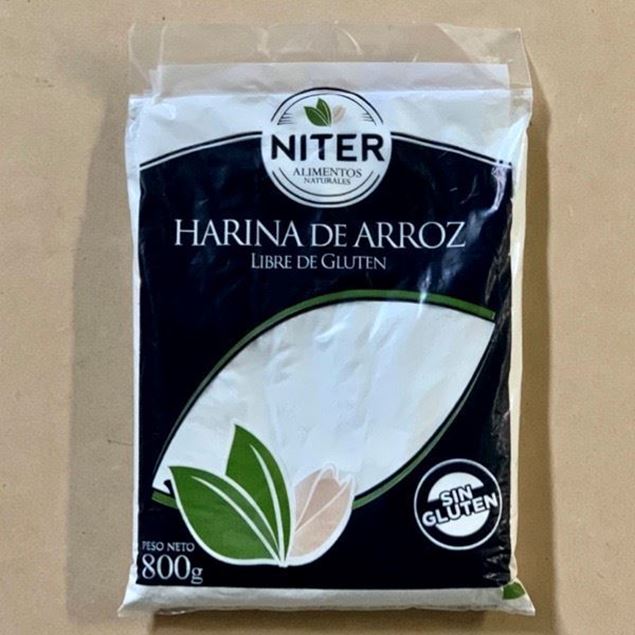 NITER
ALIMENTOS
NATURALES
HARINA DE ARROZ
LIBRE DE GLUTEN
SIN
GLUTEN
PESO NETO
800g